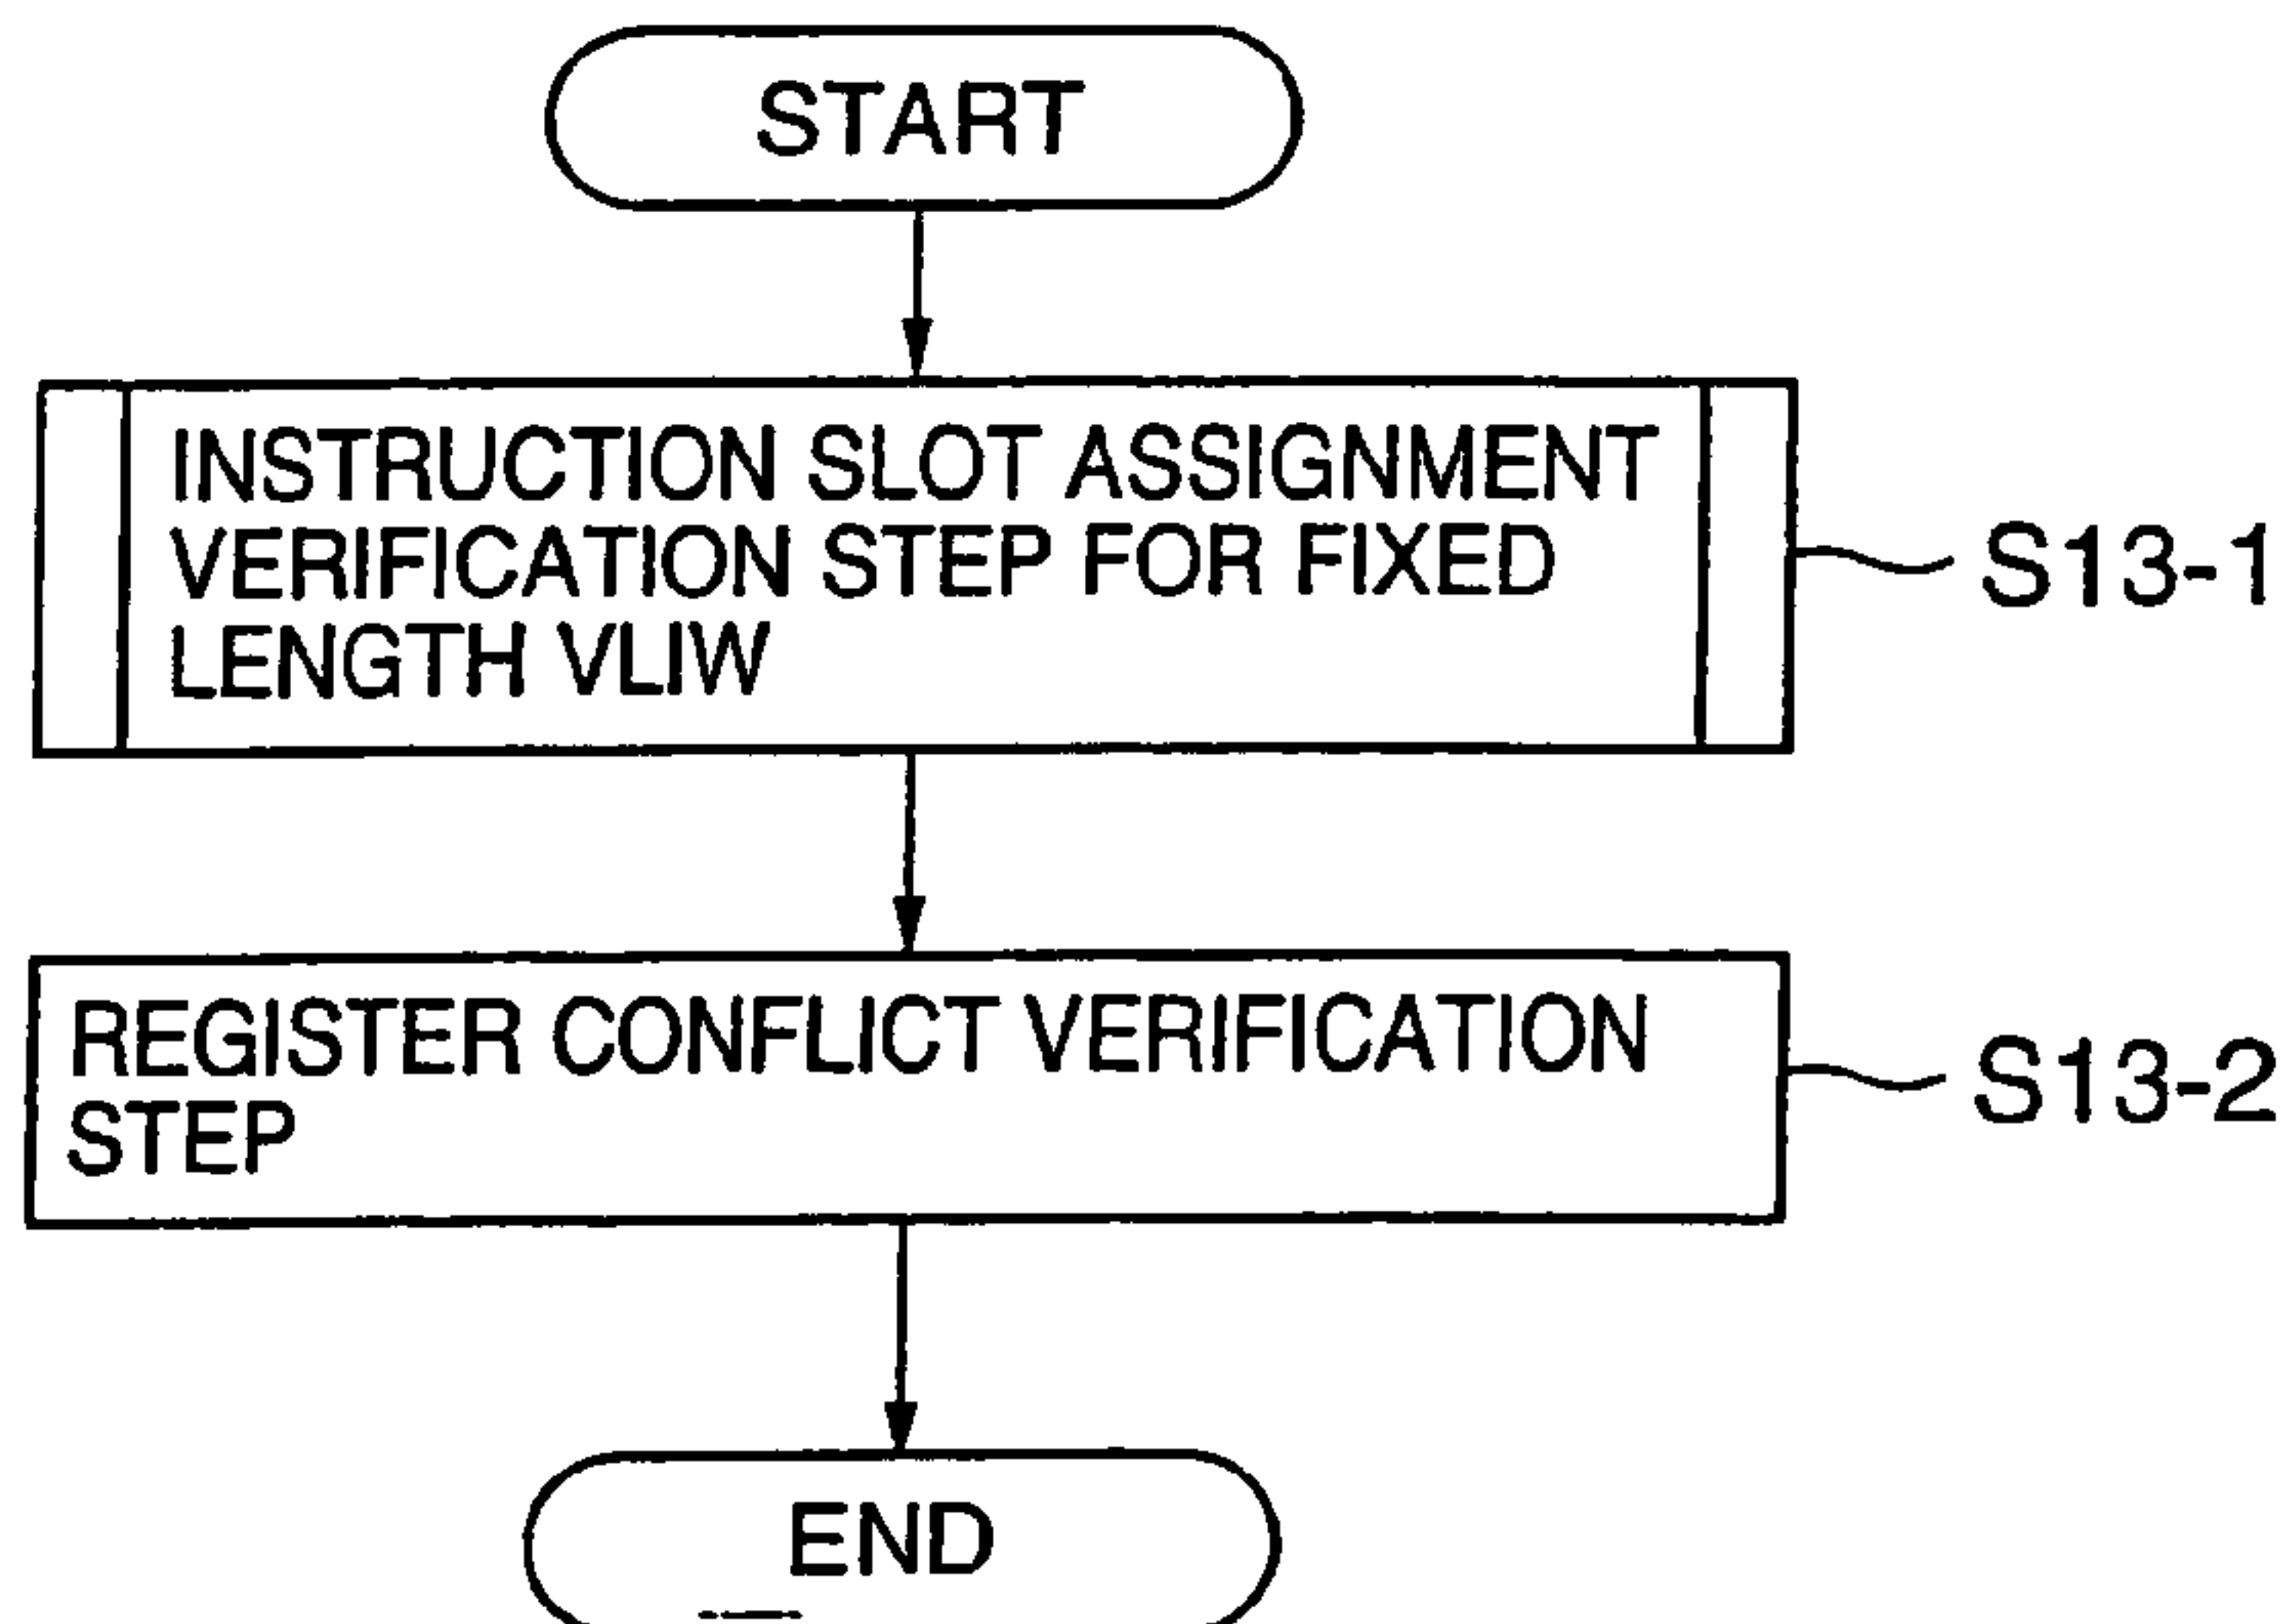 START
INSTRUCTION SLOT ASSIGNMENT
VERIFICATION STEP FOR FIXED
LENGTH VLIW
S13-1
REGISTER CONFLICT VERIFICATION
STEP
S13-2
END